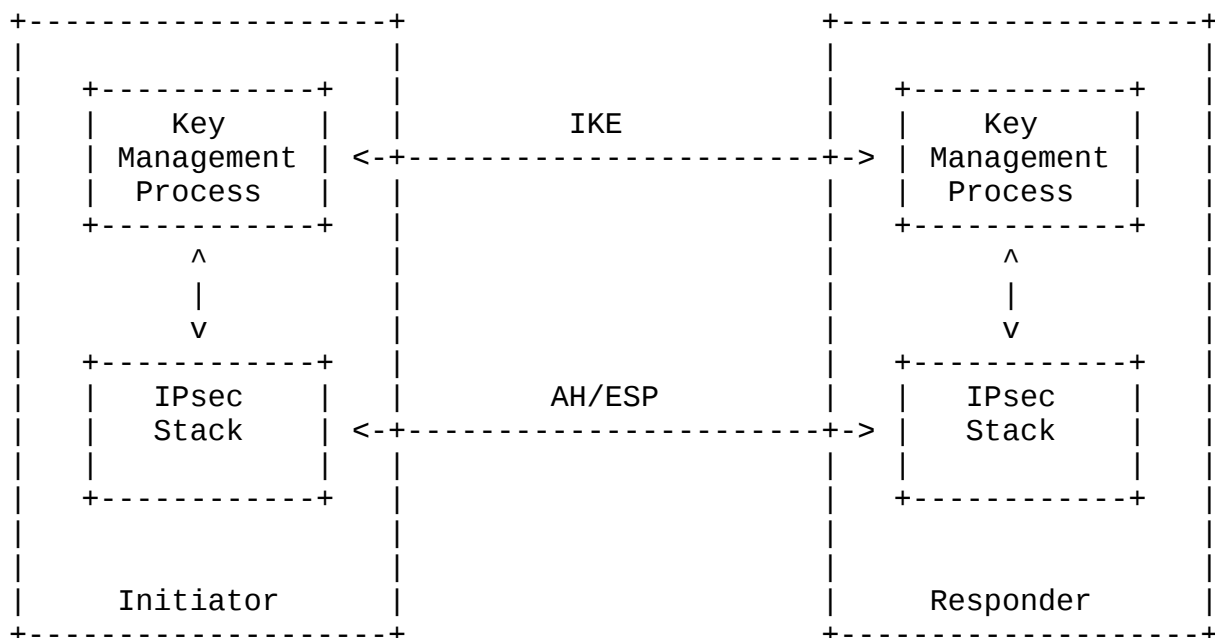 Key Key
Management IKE Management
Process Process
IPsec IPsec
Stack AH/ESP Stack
Initiator Responder